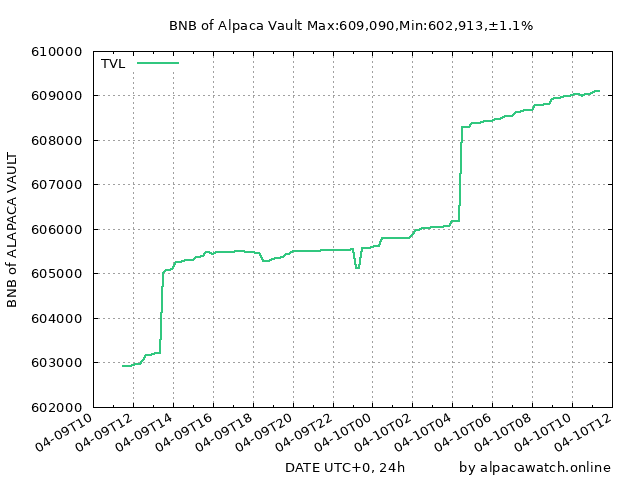 BNB of Alpaca Vault Max:609,090,Min:602,913,±1.1%
TVL
610000
609000
608000
607000
606000
605000
604000
603000
602000
BNB of ALAPACA VAULT
04-09T10
04-09T12
04-09T14
04-09T16
04-09T18
04-09T20
04-09T22
04-10T00
04-10T02
04-10T04
04-10T06
04-10T08
04-10T10
04-10T12
DATE UTC+0, 24h
by alpacawatch.online